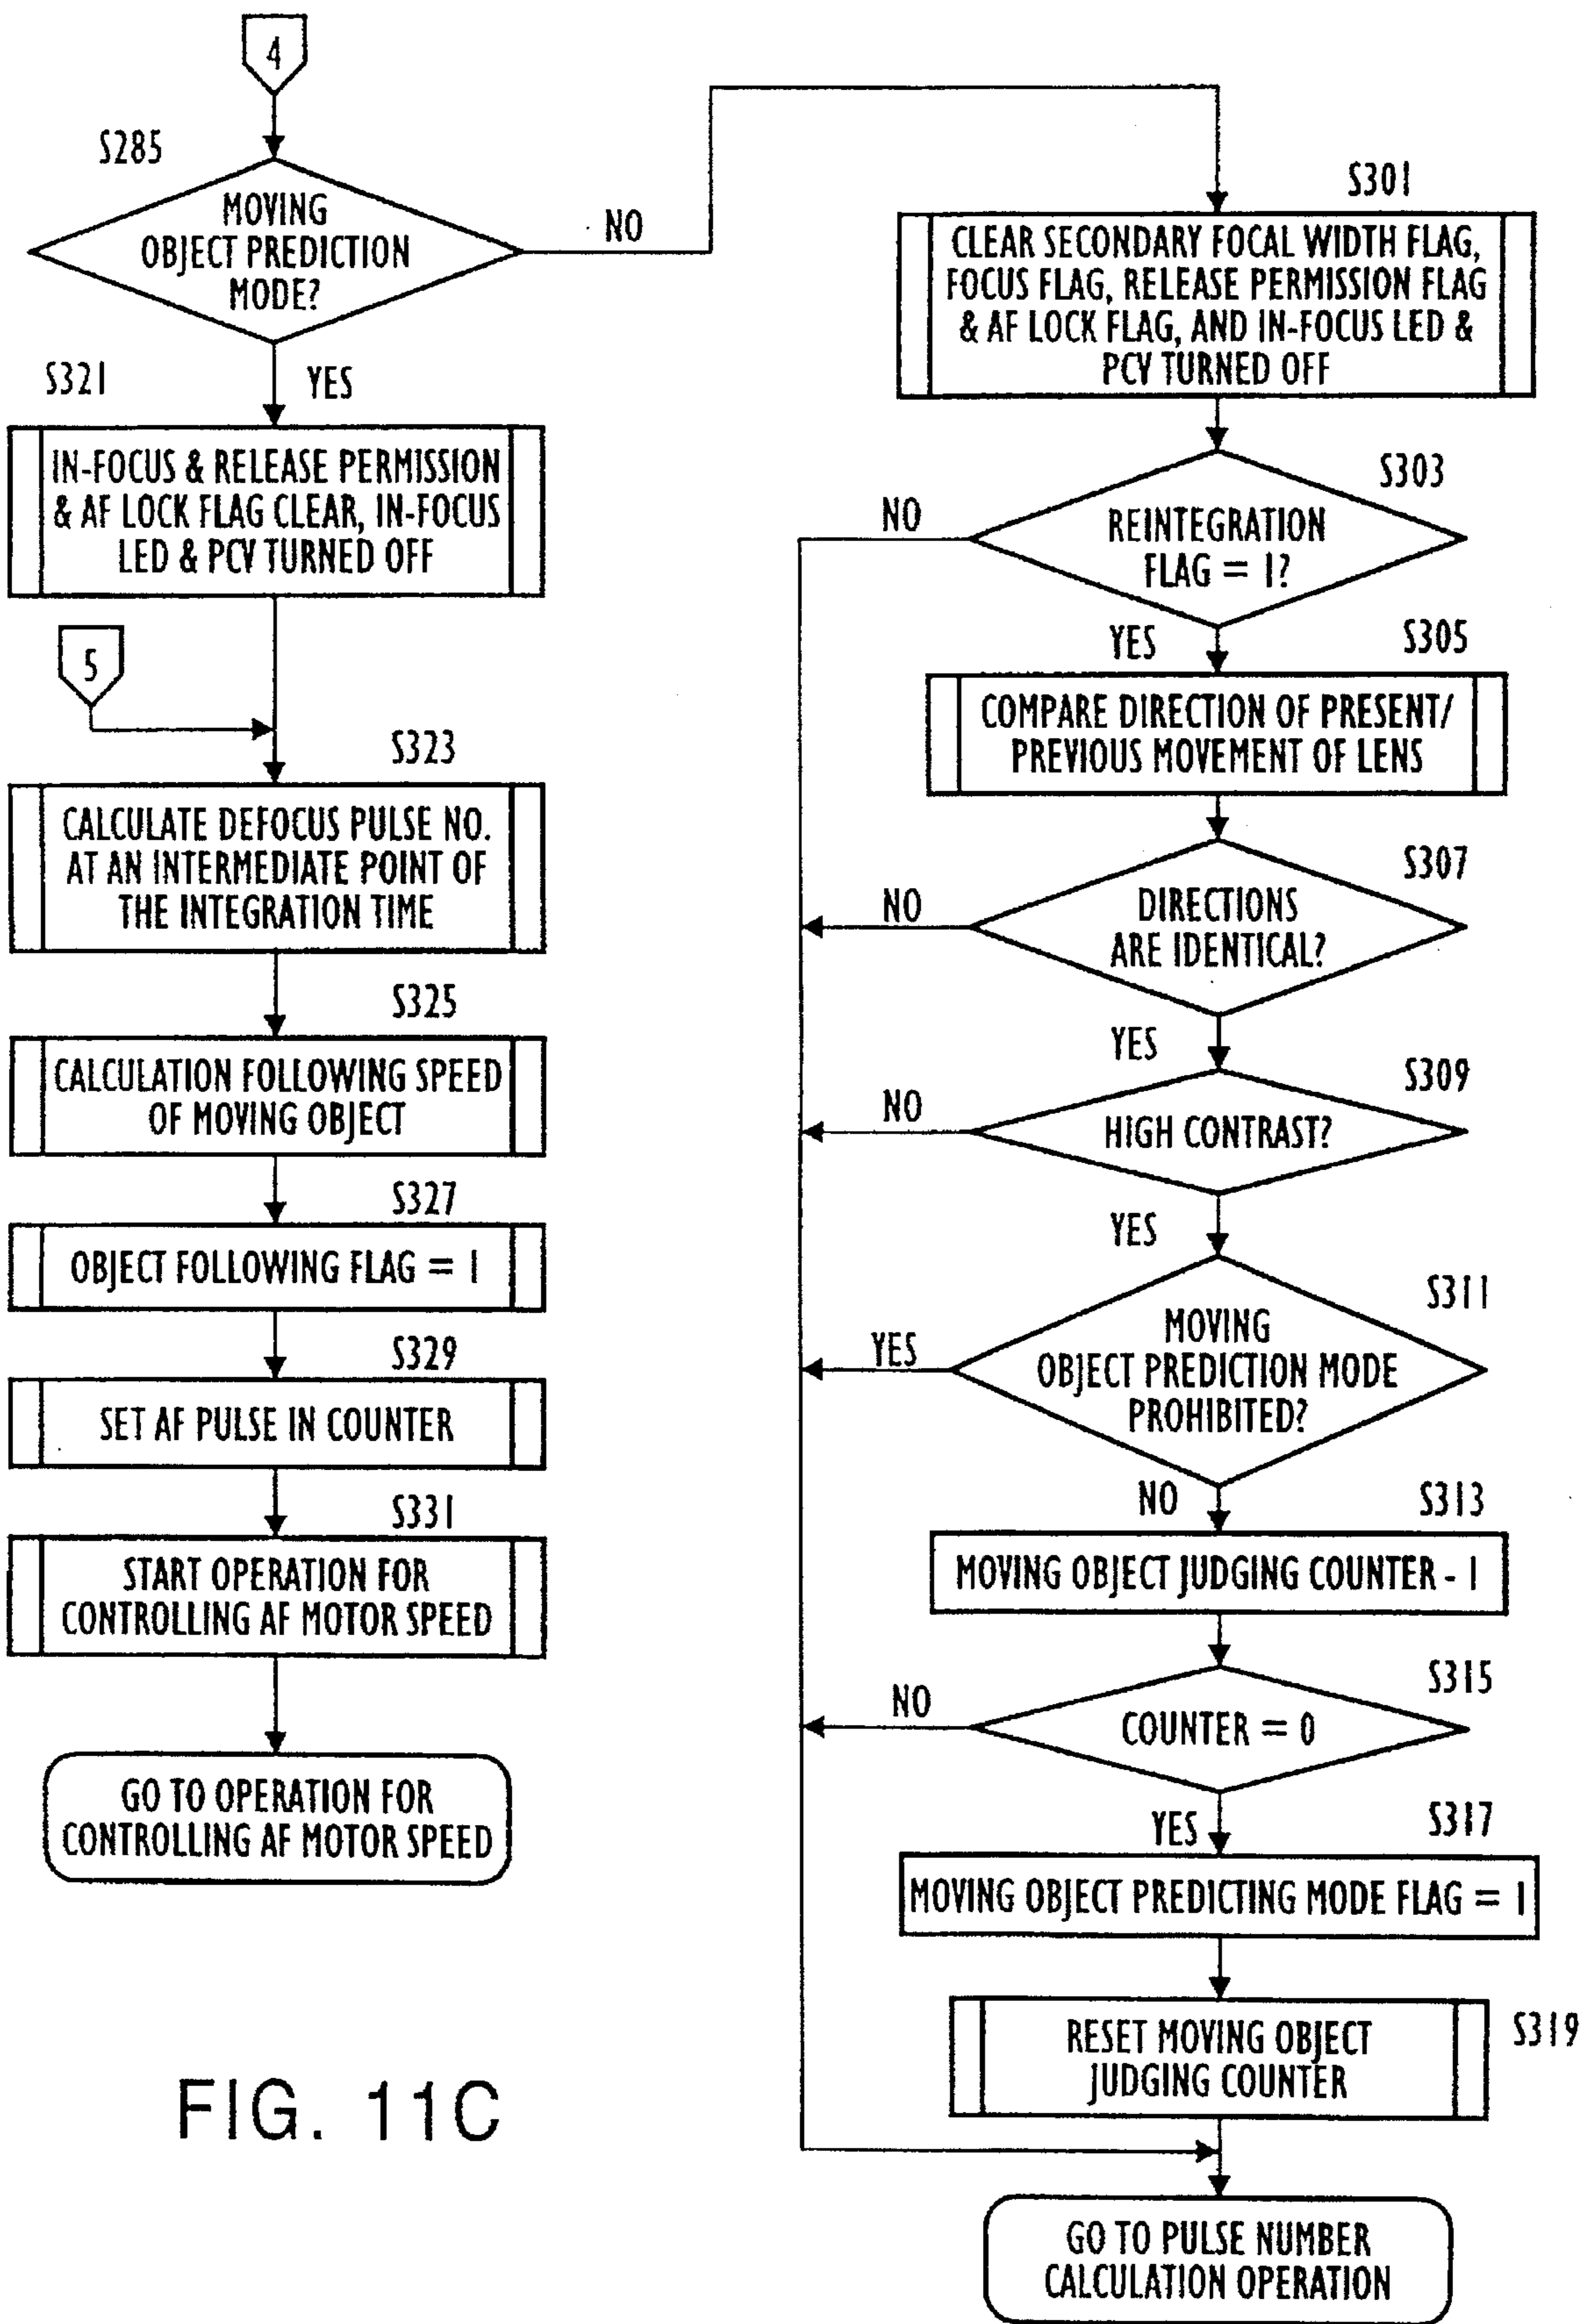 4
S285
MOVING
OBJECT PREDICTION
MODE?
NO
YES
S321
IN-FOCUS & RELEASE PERMISSION
& AF LOCK FLAG CLEAR, IN-FOCUS
LED & PCV TURNED OFF
5
S323
CALCULATE DEFOCUS PULSE NO.
AT AN INTERMEDIATE POINT OF
THE INTEGRATION TIME
S325
CALCULATION FOLLOWING SPEED
OF MOVING OBJECT
S327
OBJECT FOLLOWING FLAG = 1
S329
SET AF PULSE IN COUNTER
S331
START OPERATION FOR
CONTROLLING AF MOTOR SPEED
GO TO OPERATION FOR
CONTROLLING AF MOTOR SPEED
S301
CLEAR SECONDARY FOCAL WIDTH FLAG,
FOCUS FLAG, RELEASE PERMISSION FLAG
& AF LOCK FLAG, AND IN-FOCUS LED &
PCV TURNED OFF
S303
REINTEGRATION
FLAG = 1?
NO
YES
S305
COMPARE DIRECTION OF PRESENT/
PREVIOUS MOVEMENT OF LENS
S307
DIRECTIONS
ARE IDENTICAL?
NO
YES
S309
HIGH CONTRAST?
NO
YES
S311
MOVING
OBJECT PREDICTION MODE
PROHIBITED?
YES
NO
S313
MOVING OBJECT JUDGING COUNTER - 1
S315
COUNTER = 0
NO
YES
S317
MOVING OBJECT PREDICTING MODE FLAG = 1
S319
RESET MOVING OBJECT
JUDGING COUNTER
GO TO PULSE NUMBER
CALCULATION OPERATION
FIG. 11C